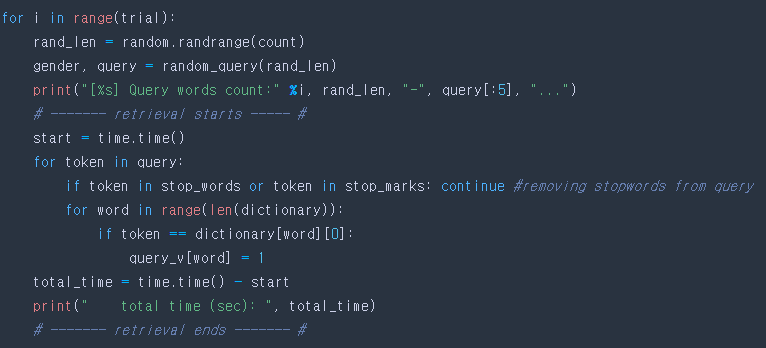 for i in range(trial):
    rand_len = random.randrange(count)
    gender, query = random_query(rand_len)
    print("[%s] Query words count:" %i, rand_len, "-", query[:5], "...")
    # ------- retrieval starts ----- #
    start = time.time()
    for token in query:
        if token in stop_words or token in stop_marks: continue #removing stopwords from query
        for word in range(len(dictionary)):
            if token == dictionary[word][0]:
                query_v[word] = 1
    total_time = time.time() - start
    print("    total time (sec): ", total_time)
    # ------- retrieval ends ------- #